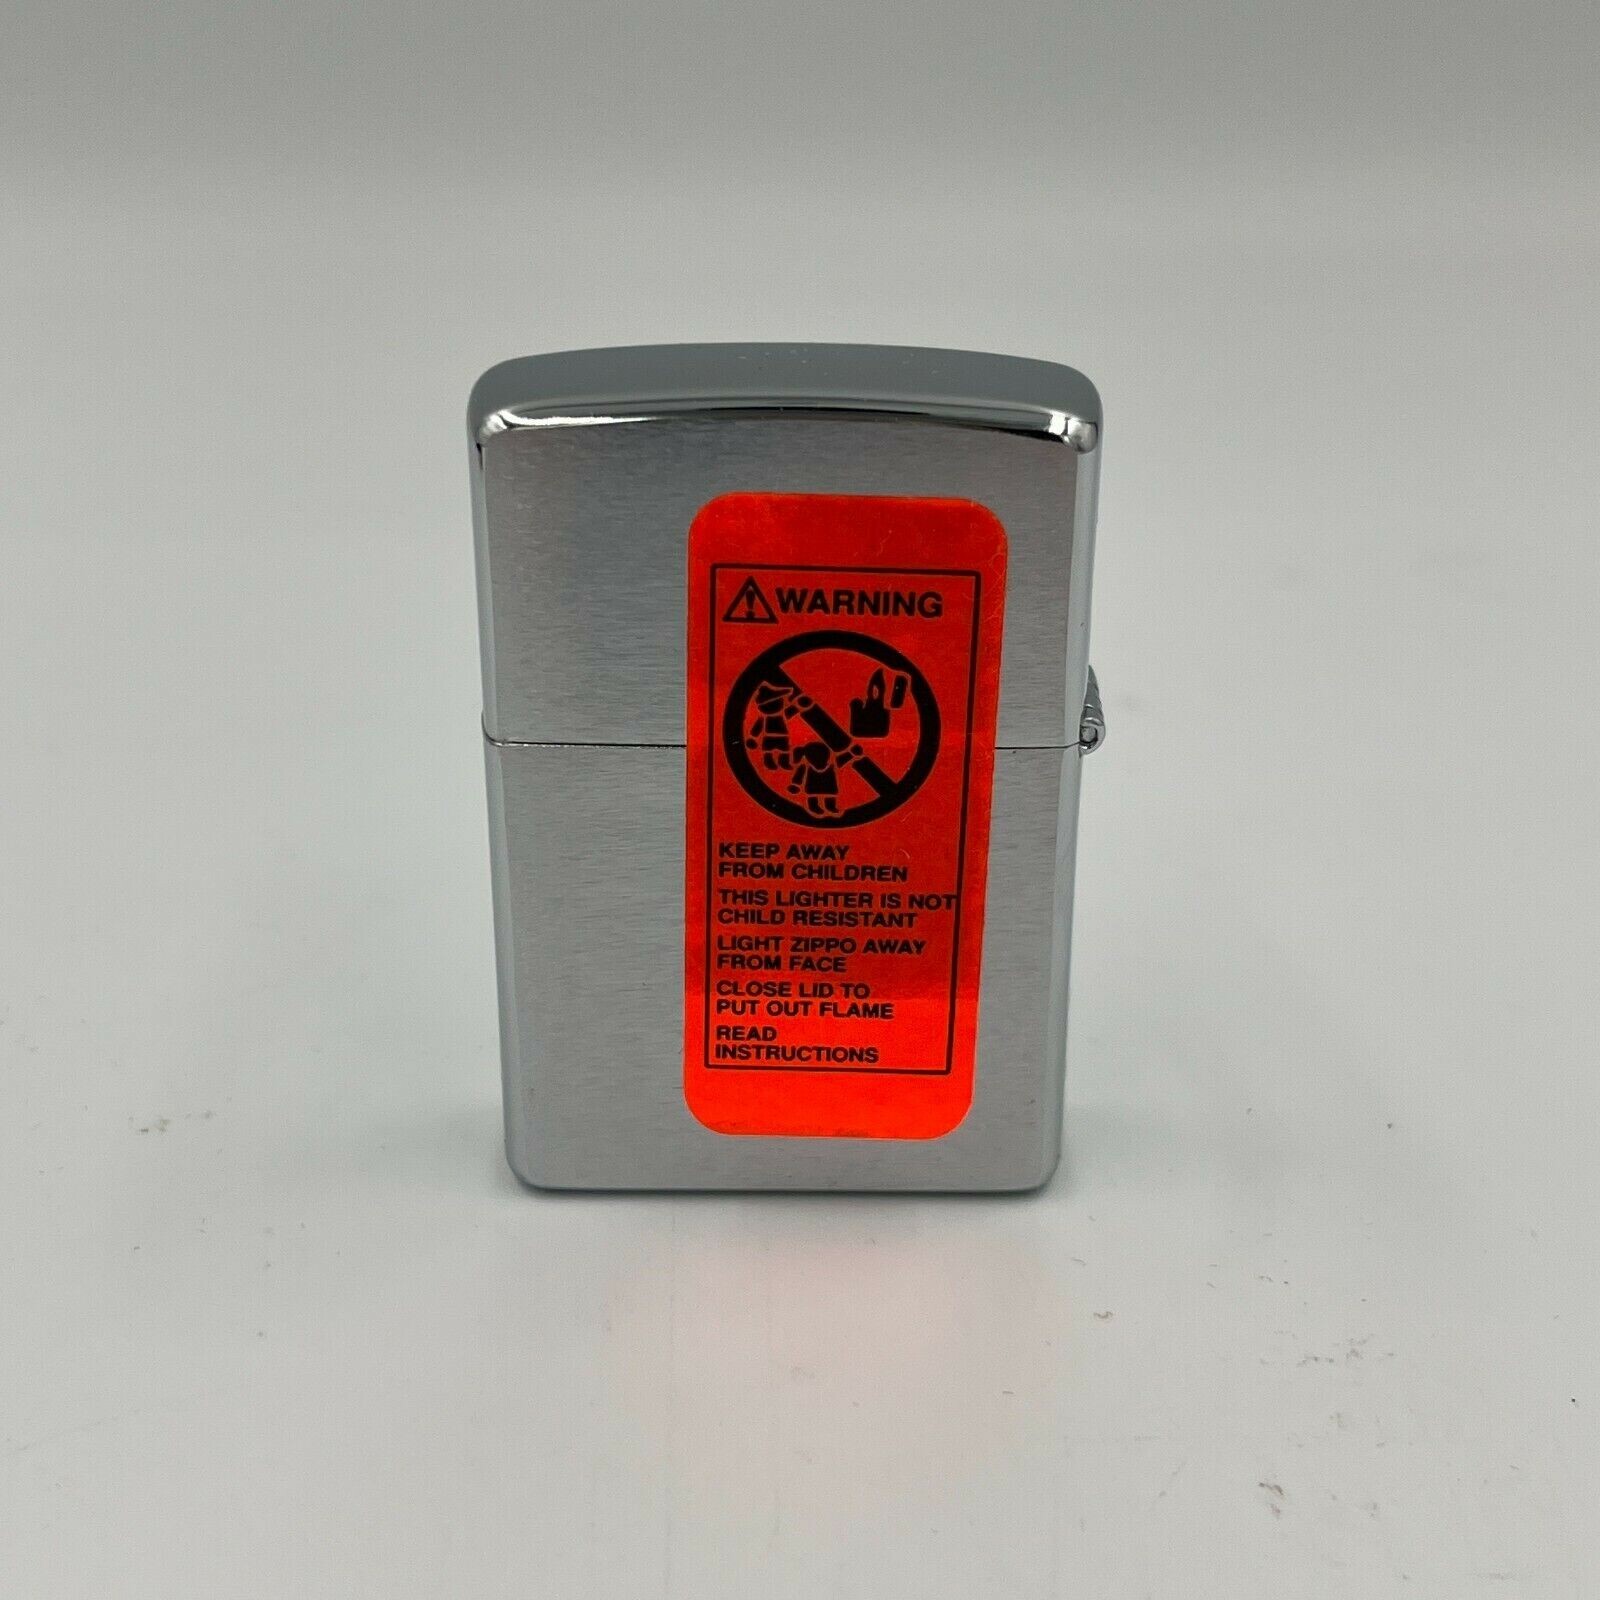 WARNING
KEEP AWAY
FROM CHILDREN
THIS LIGHTER IS NOT
CHILD RESISTANT
LIGHT ZIPPO AWAY
FROM FACE
CLOSE LID TO
PUT OUT FLAME
READ
INSTRUCTIONS